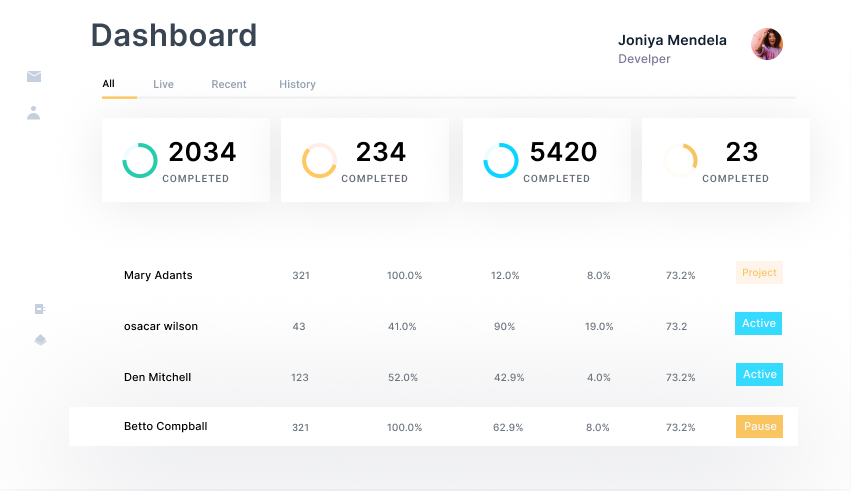 Dashboard
Joniya Mendela
Develper
All Live Recent History
2034 234 5420 23
COMPLETED COMPLETED COMPLETED COMPLETED
Mary Adants 321 100.0% 12.0% 8.0% 73.2% Project
osacar wilson 43 41.0% 90% 19.0% 73.2 Active
Den Mitchell 123 52.0% 42.9% 4.0% 73.2% Active
Betto Compball 321 100.0% 62.9% 8.0% 73.2% Pause